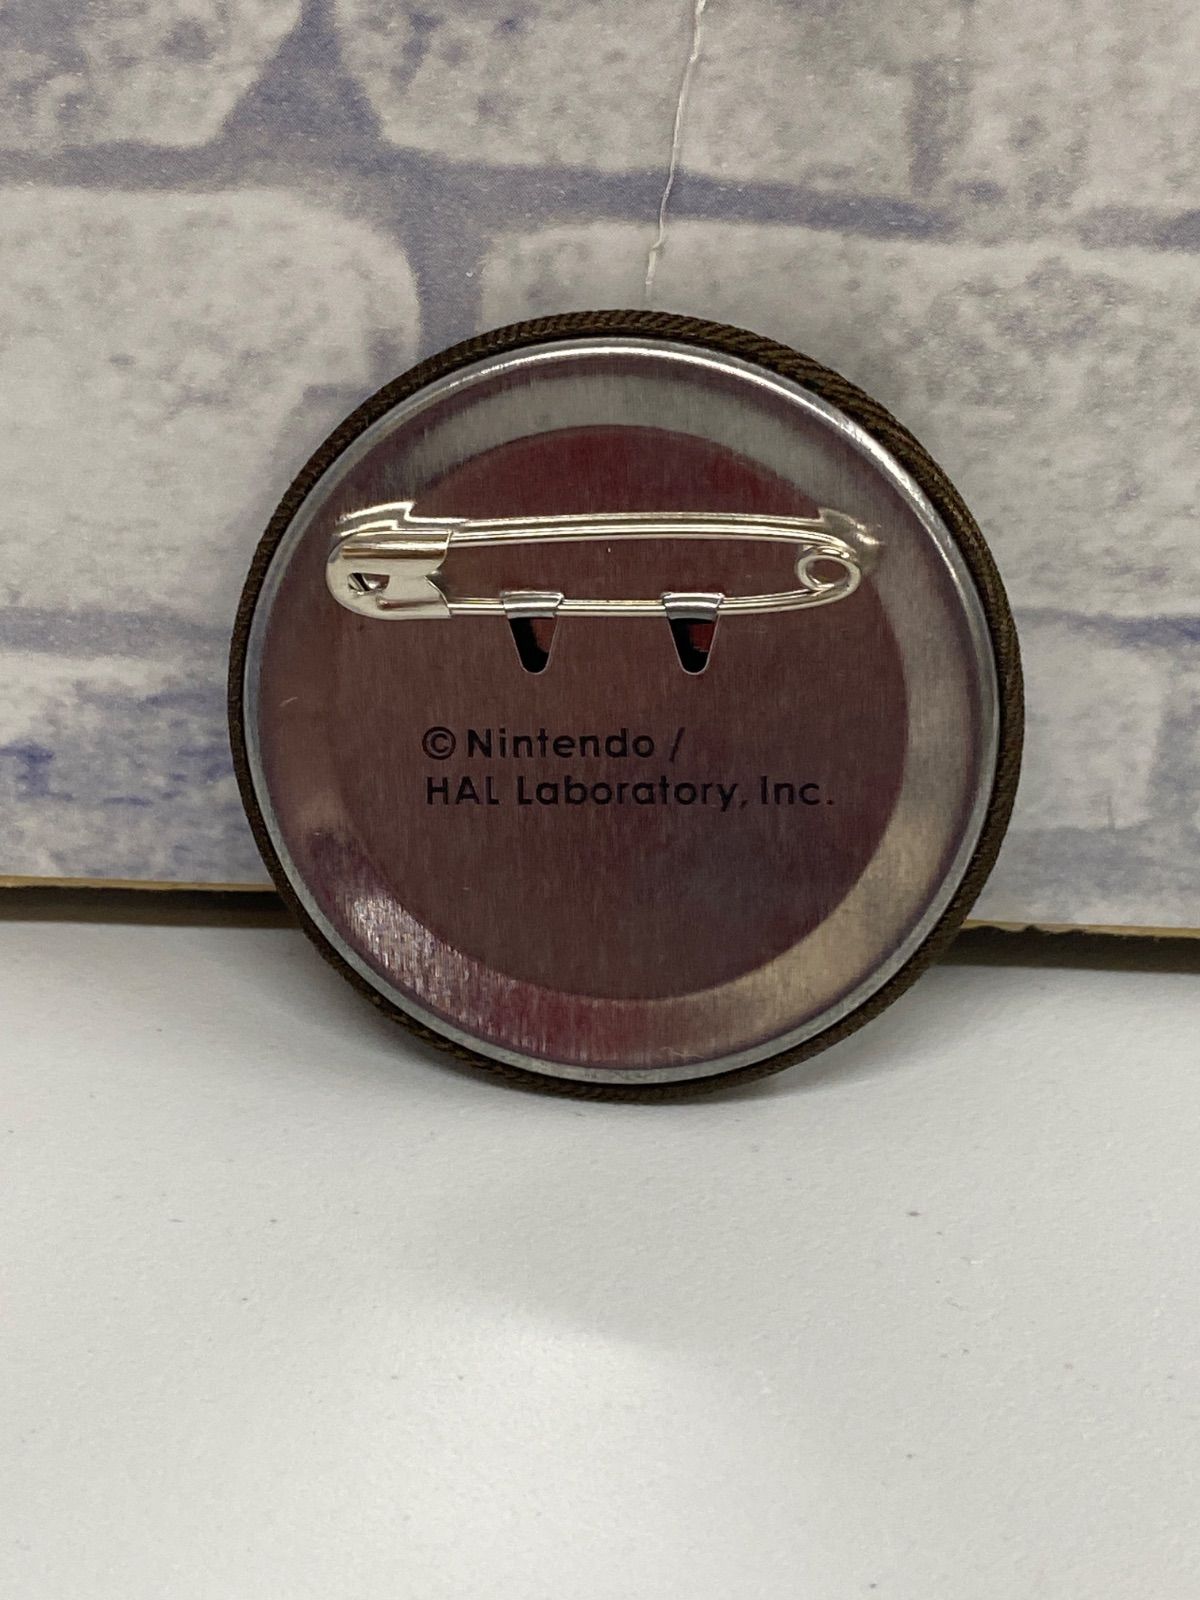 ©Nintendo /
HAL Laboratory, Inc.